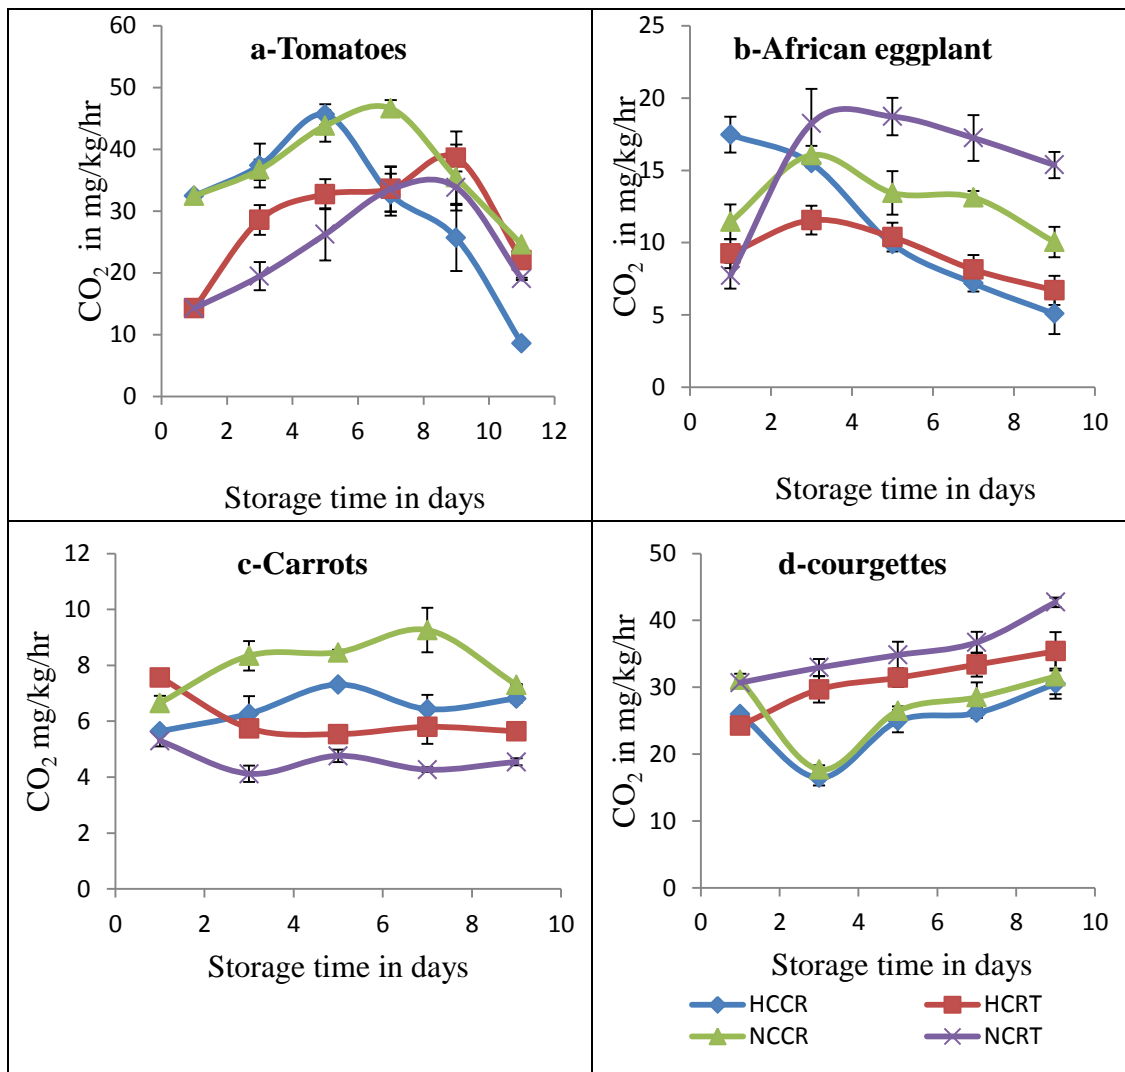 a-Tomatoes
60
50
40
30
20
10
0
0 2 4 6 8 10 12
CO2 in mg/kg/hr
Storage time in days
b-African eggplant
25
20
15
10
5
0
0 2 4 6 8 10
CO2 in mg/kg/hr
Storage time in days
c-Carrots
12
10
8
6
4
2
0
0 2 4 6 8 10
CO2 mg/kg/hr
Storage time in days
d-courgettes
50
40
30
20
10
0
0 2 4 6 8 10
CO2 in mg/kg/hr
Storage time in days
HCCR HCRT
NCCR NCRT